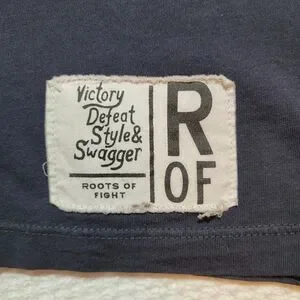 Victory
Defeat
Style &
Swagger
ROOTS OF
FIGHT
R
OF